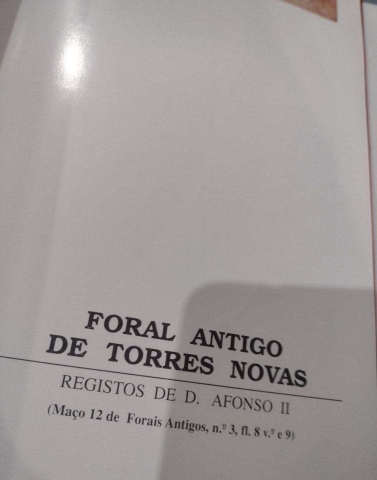 FORAL ANTIGO
DE TORRES NOVAS
REGISTOS DE D. AFONSO II
(Maço 12 de Forais Antigos, n.º 3, fl. 8 v.º e 9)